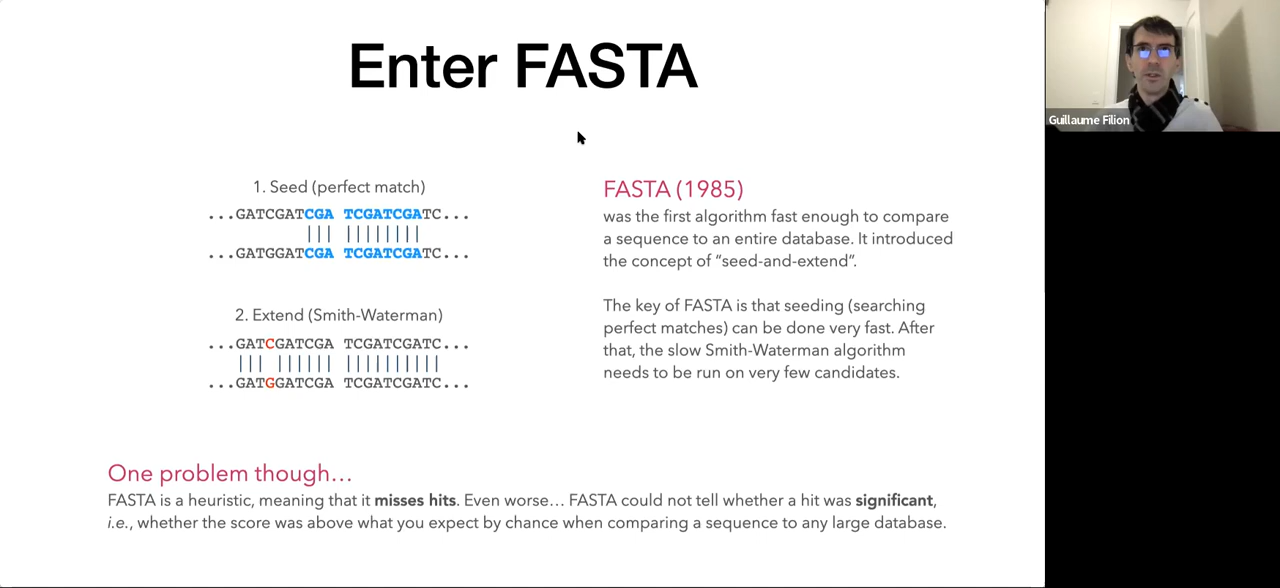 Enter FASTA
Guillaume Filion
1. Seed (perfect match)
...GATCGATCGA TCGATCGATC...
||| ||||||||
...GATGGATCGA TCGATCGATC...
2. Extend (Smith-Waterman)
...GATCGATCGA TCGATCGATC...
||| |||||| ||||||||||
...GATGGATCGA TCGATCGATC...
FASTA (1985)
was the first algorithm fast enough to compare
a sequence to an entire database. It introduced
the concept of “seed-and-extend”.
The key of FASTA is that seeding (searching
perfect matches) can be done very fast. After
that, the slow Smith-Waterman algorithm
needs to be run on very few candidates.
One problem though…
FASTA is a heuristic, meaning that it misses hits. Even worse… FASTA could not tell whether a hit was significant,
i.e., whether the score was above what you expect by chance when comparing a sequence to any large database.